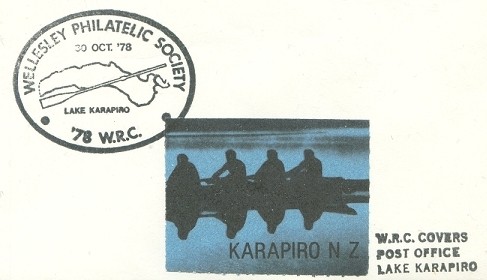 WELLESLEY PHILATELIC SOCIETY
30 OCT. '78
LAKE KARAPIRO
'78 W.R.C.
KARAPIRO N Z
W.R.C. COVERS
POST OFFICE
LAKE KARAPIRO